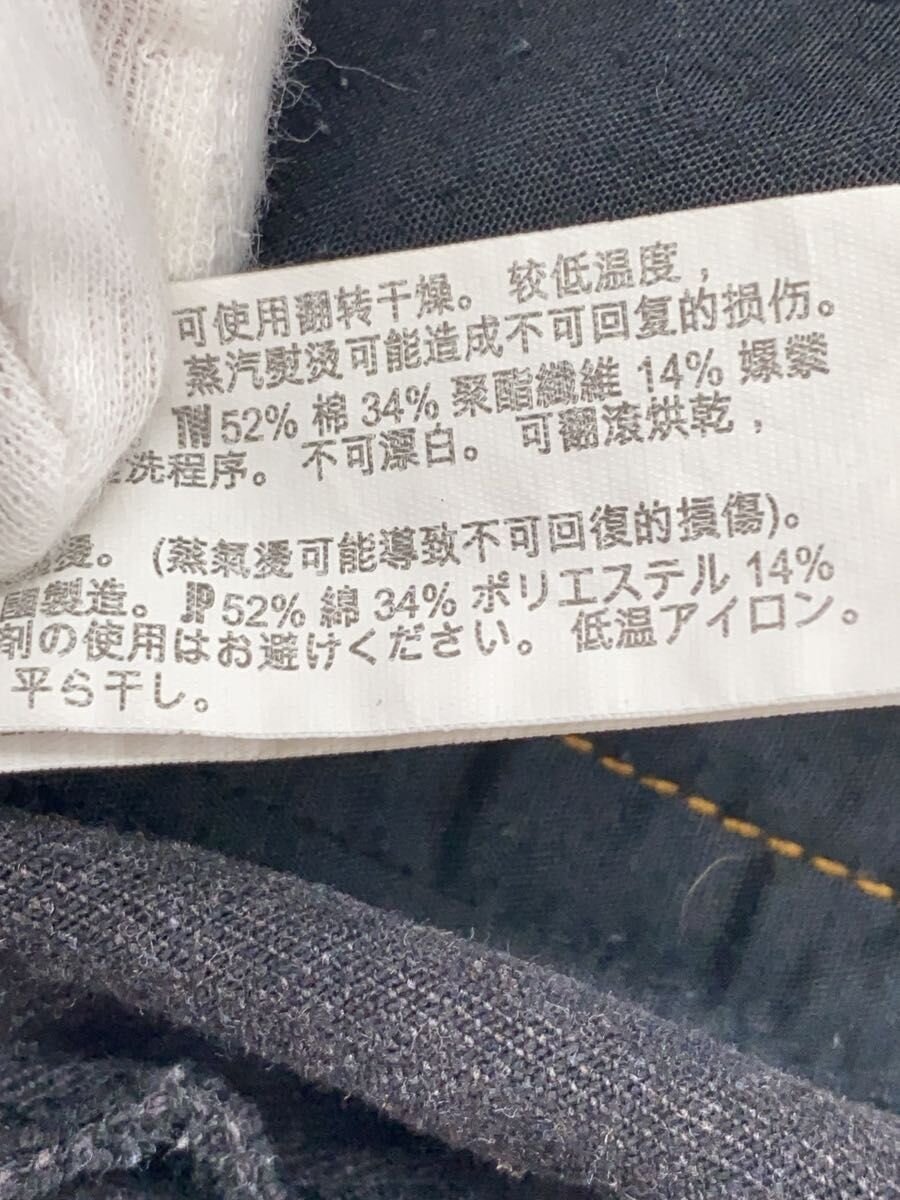 可使用翻转干燥。 较低温度，
蒸汽熨烫可能造成不可回复的损伤。
TW 52% 棉 34% 聚酯纖維 14% 嫘縈
洗程序。 不可漂白。 可翻滾烘乾，
燙。 (蒸氣燙可能導致不可回復的損傷)。
製造。 JP 52% 綿 34% ポリエステル 14%
剤の使用はお避けください。 低温アイロン。
平ら干し。